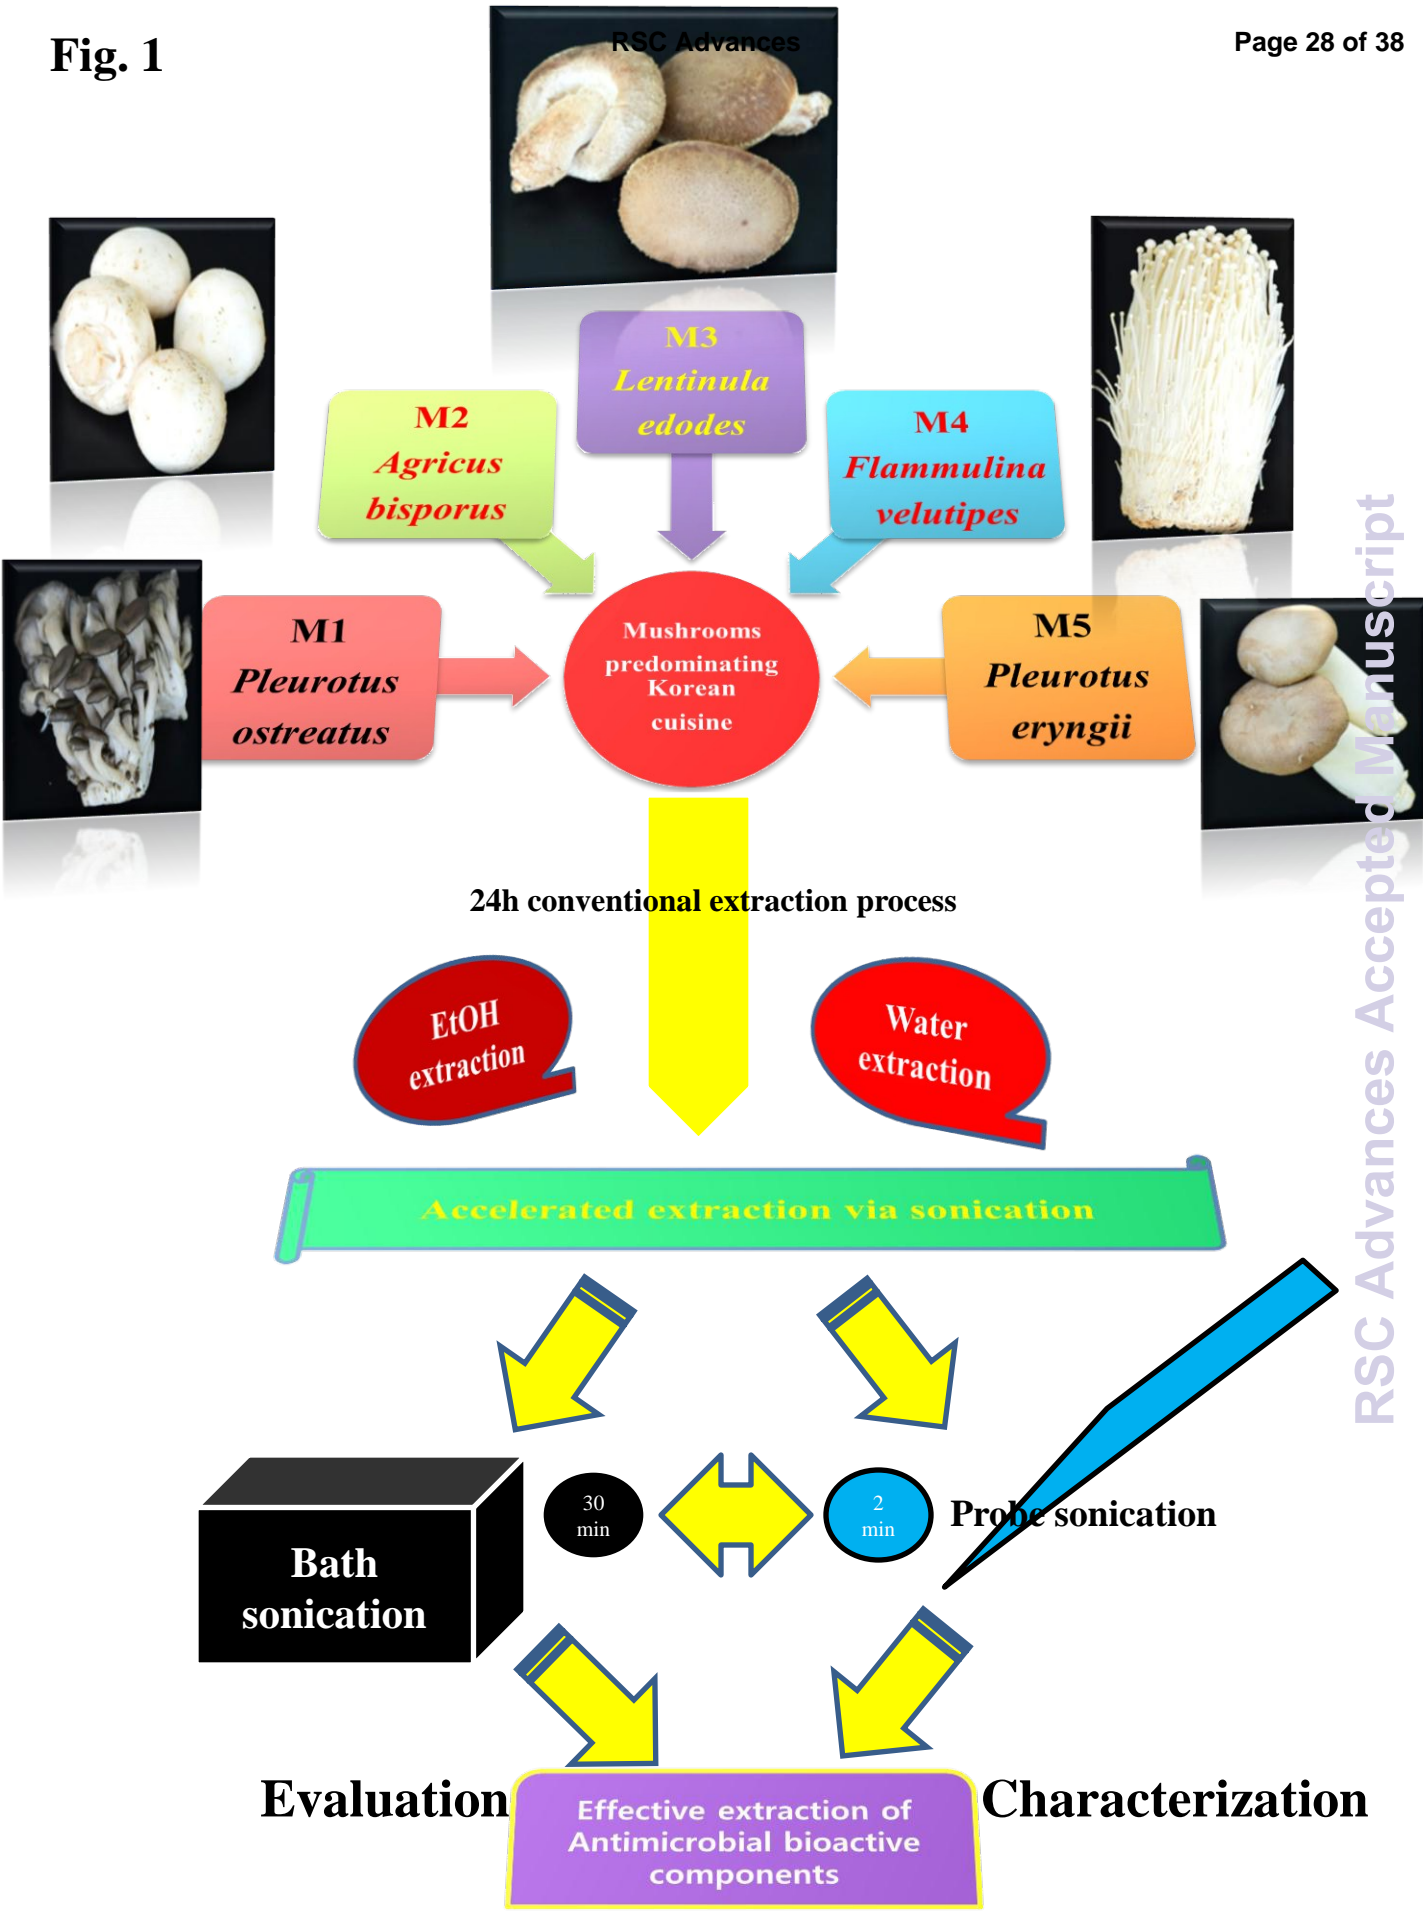 Fig. 1
RSC Advances
Page 28 of 38
M3
Lentinula
edodes
M2
Agricus
bisporus
M4
Flammulina
velutipes
M1
Pleurotus
ostreatus
Mushrooms
predominating
Korean
cuisine
M5
Pleurotus
eryngii
24h conventional extraction process
EtOH
extraction
Water
extraction
Accelerated extraction via sonication
Bath
sonication
30
min
2
min
Probe sonication
Evaluation
Effective extraction of
Antimicrobial bioactive
components
Characterization
RSC Advances Accepted Manuscript